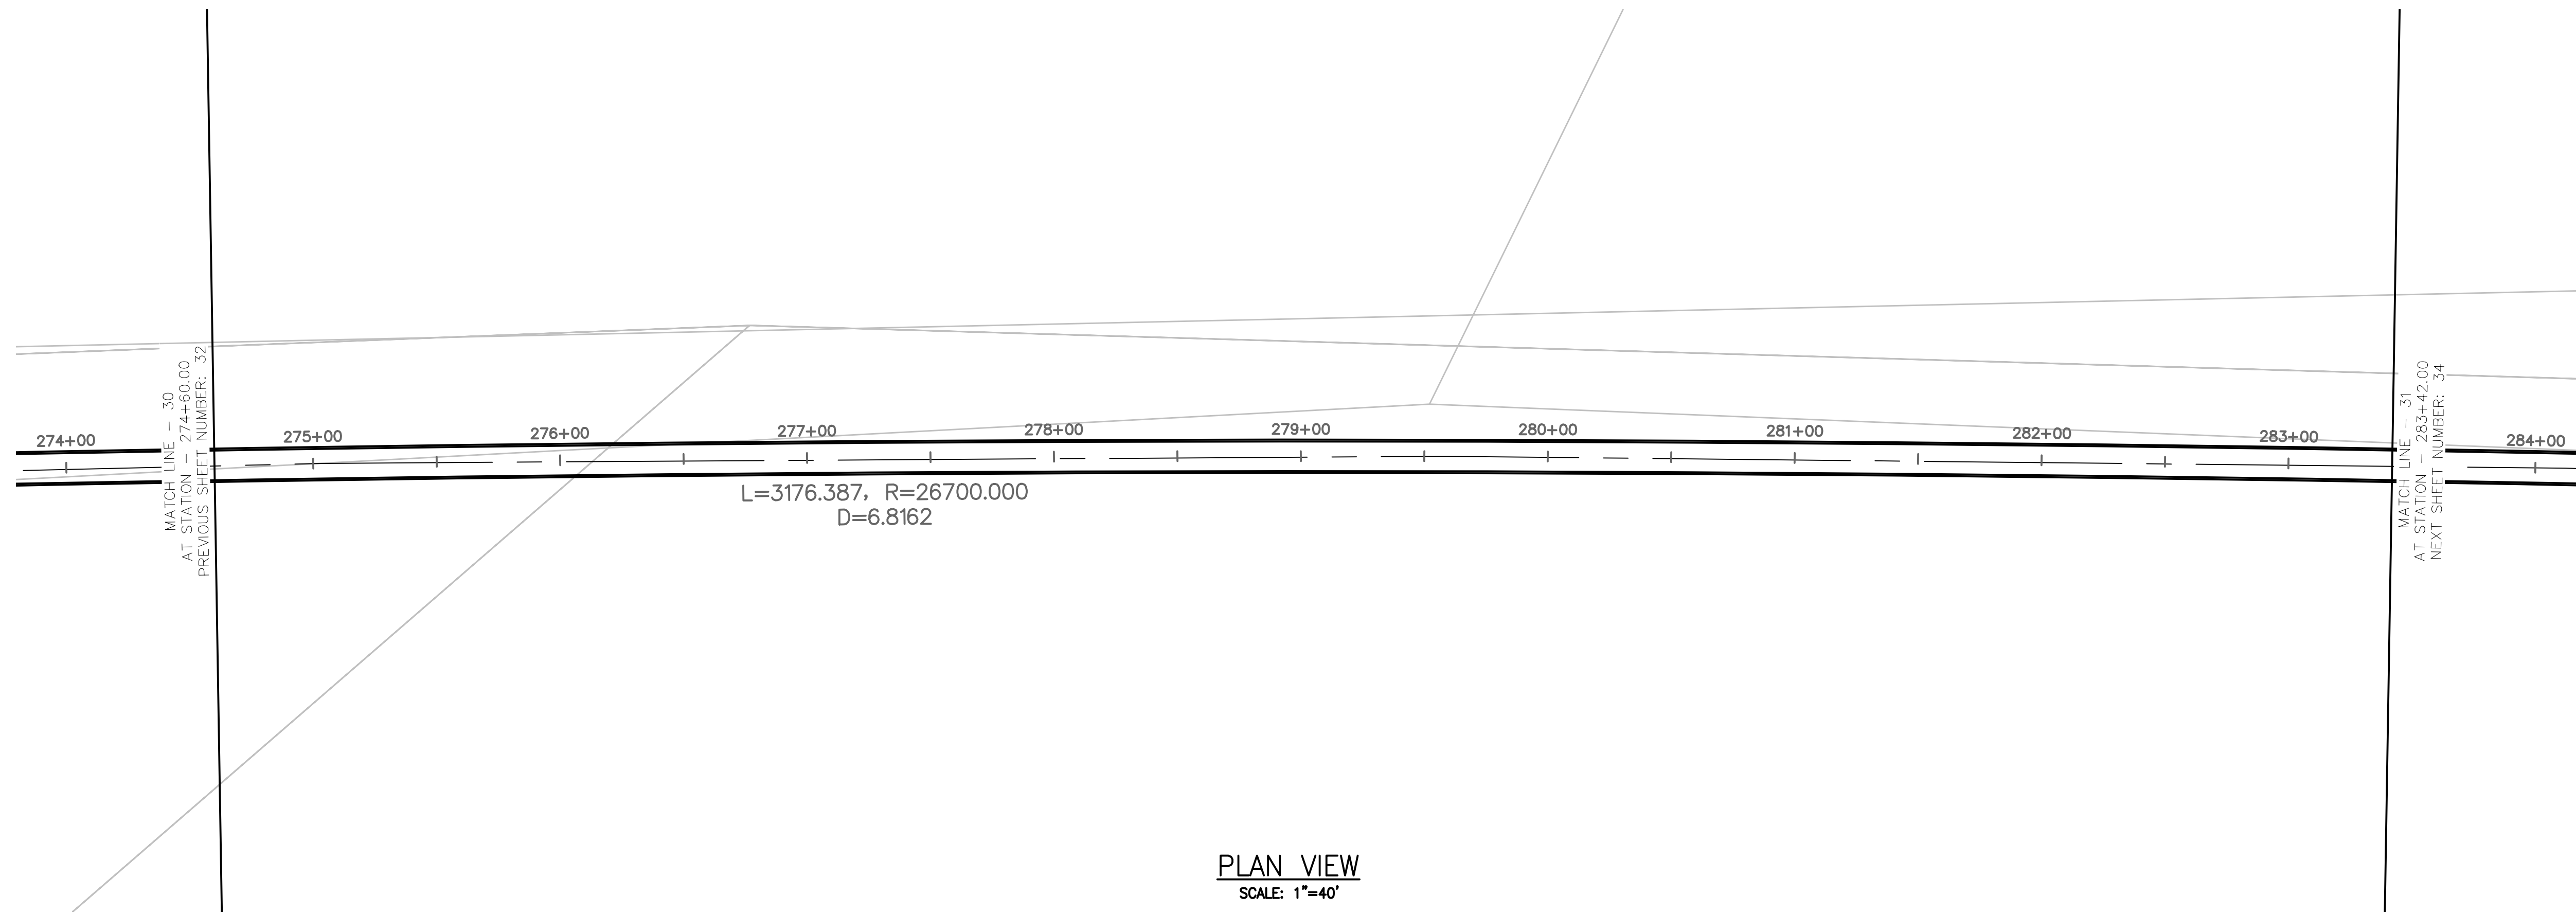 274+00
275+00
276+00
277+00
278+00
279+00
280+00
281+00
282+00
283+00
284+00
MATCH LINE - 30
AT STATION - 274+60.00
PREVIOUS SHEET NUMBER: 32
MATCH LINE - 31
AT STATION - 283+42.00
NEXT SHEET NUMBER: 34
L=3176.387, R=26700.000
D=6.8162
PLAN VIEW
SCALE: 1"=40'